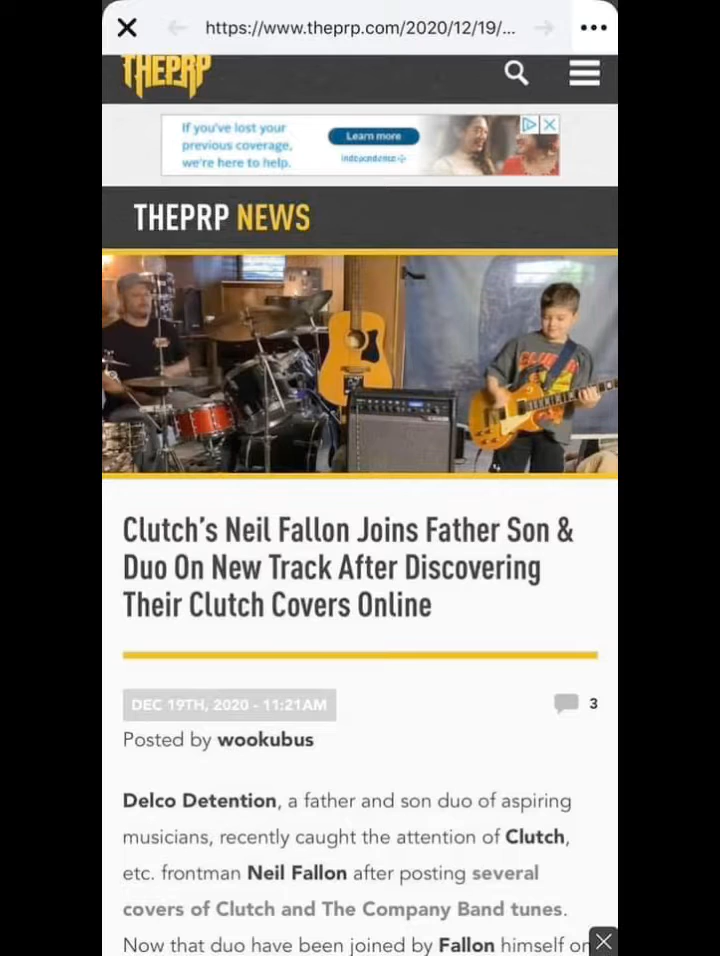 https://www.theprp.com/2020/12/19/...
THEPRP
If you've lost your
previous coverage,
we're here to help.
Learn more
Independence
THEPRP NEWS
CLUTCH
Clutch's Neil Fallon Joins Father Son &
Duo On New Track After Discovering
Their Clutch Covers Online
DEC 19TH, 2020 - 11:21AM
3
Posted by wookubus
Delco Detention, a father and son duo of aspiring
musicians, recently caught the attention of Clutch,
etc. frontman Neil Fallon after posting several
covers of Clutch and The Company Band tunes.
Now that duo have been joined by Fallon himself on